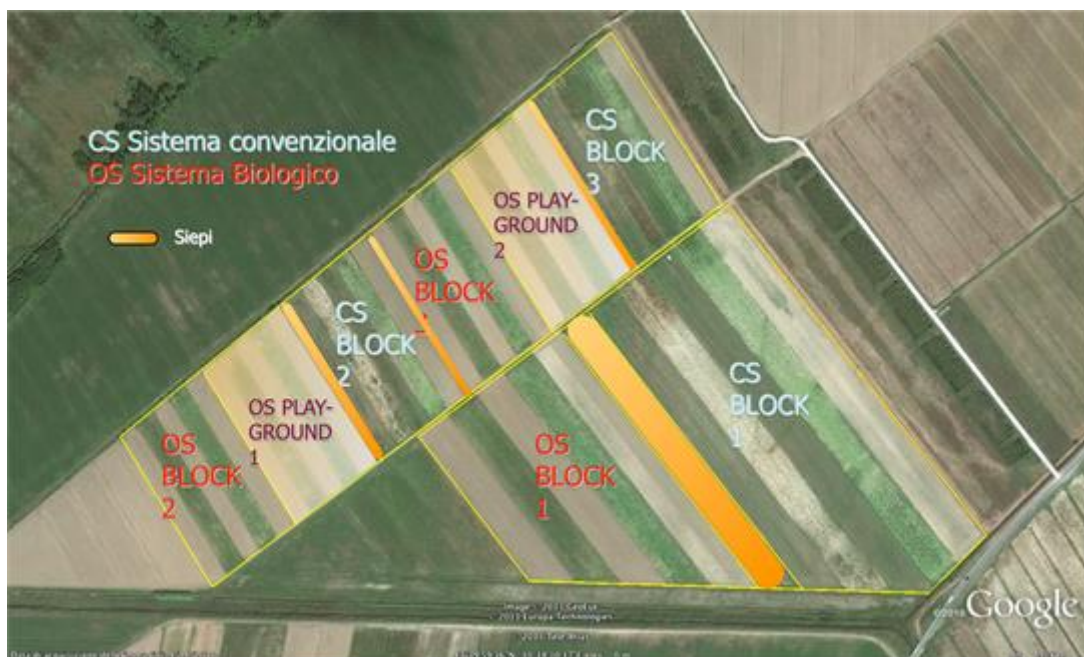 CS Sistema convenzionale
OS Sistema Biologico
Siepi
CS
BLOCK
3
OS PLAY-
GROUND
2
OS
BLOCK
CS
BLOCK
2
OS PLAY-
GROUND
1
OS
BLOCK
2
OS
BLOCK
1
CS
BLOCK
1
Google